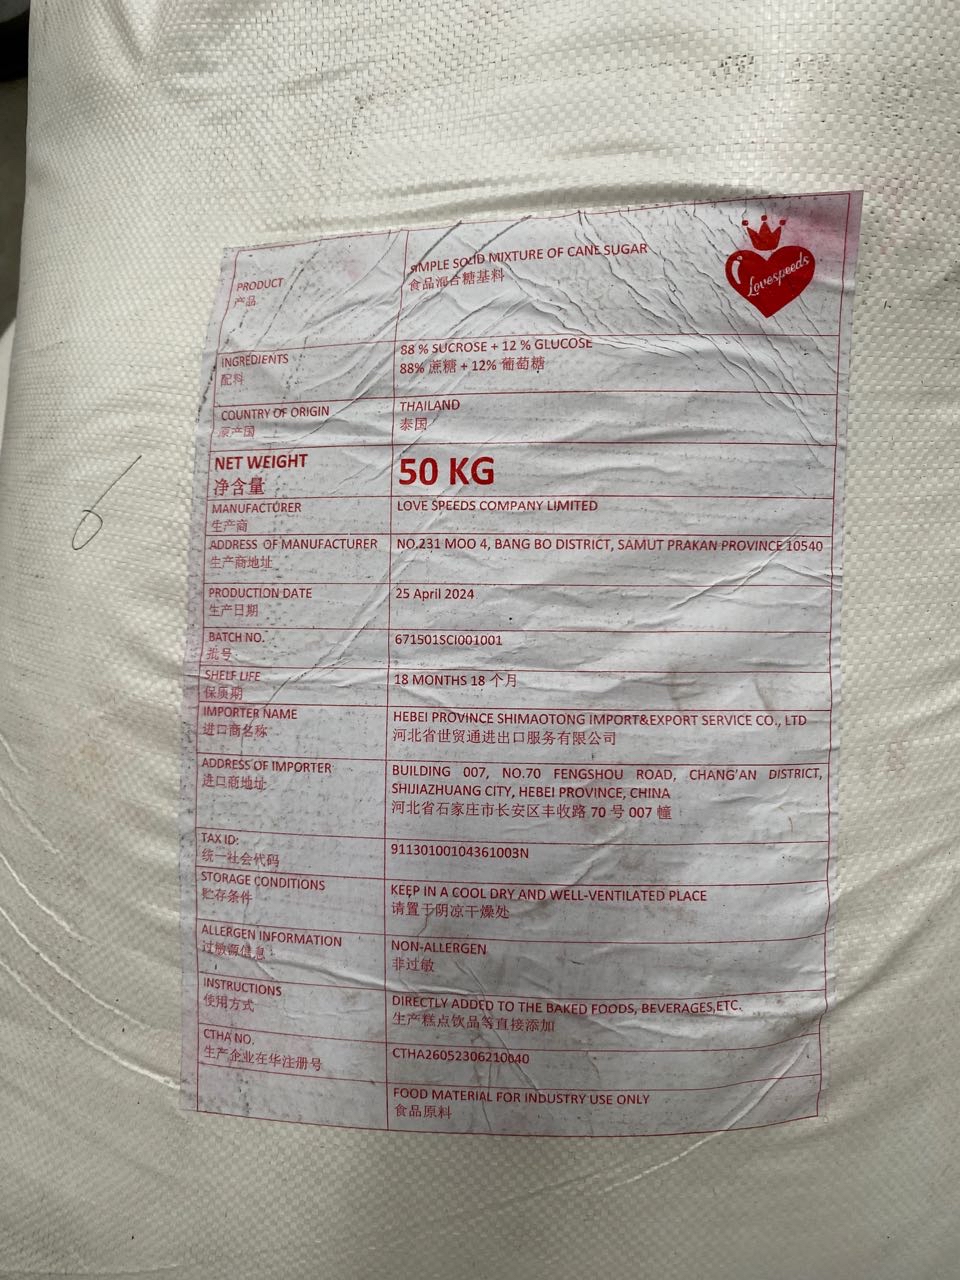 Lovespeeds
PRODUCT
产品
SIMPLE SOLID MIXTURE OF CANE SUGAR
食品混合糖基料
INGREDIENTS
配料
88 % SUCROSE + 12 % GLUCOSE
88% 蔗糖 + 12% 葡萄糖
COUNTRY OF ORIGIN
原产国
THAILAND
泰国
NET WEIGHT
净含量
50 KG
MANUFACTURER
生产商
LOVE SPEEDS COMPANY LIMITED
ADDRESS OF MANUFACTURER
生产商地址
NO.231 MOO 4, BANG BO DISTRICT, SAMUT PRAKAN PROVINCE 10540
PRODUCTION DATE
生产日期
25 April 2024
BATCH NO.
批号
671501SCI001001
SHELF LIFE
保质期
18 MONTHS 18 个月
IMPORTER NAME
进口商名称
HEBEI PROVINCE SHIMAOTONG IMPORT&EXPORT SERVICE CO., LTD
河北省世贸通进出口服务有限公司
ADDRESS OF IMPORTER
进口商地址
BUILDING 007, NO.70 FENGSHOU ROAD, CHANG'AN DISTRICT,
SHIJIAZHUANG CITY, HEBEI PROVINCE, CHINA
河北省石家庄市长安区丰收路 70 号 007 幢
TAX ID:
统一社会代码
91130100104361003N
STORAGE CONDITIONS
贮存条件
KEEP IN A COOL DRY AND WELL-VENTILATED PLACE
请置于阴凉干燥处
ALLERGEN INFORMATION
过敏源信息
NON-ALLERGEN
非过敏
INSTRUCTIONS
使用方式
DIRECTLY ADDED TO THE BAKED FOODS, BEVERAGES,ETC.
生产糕点饮品等直接添加
CTHA NO.
生产企业在华注册号
CTHA26052306210040
FOOD MATERIAL FOR INDUSTRY USE ONLY
食品原料